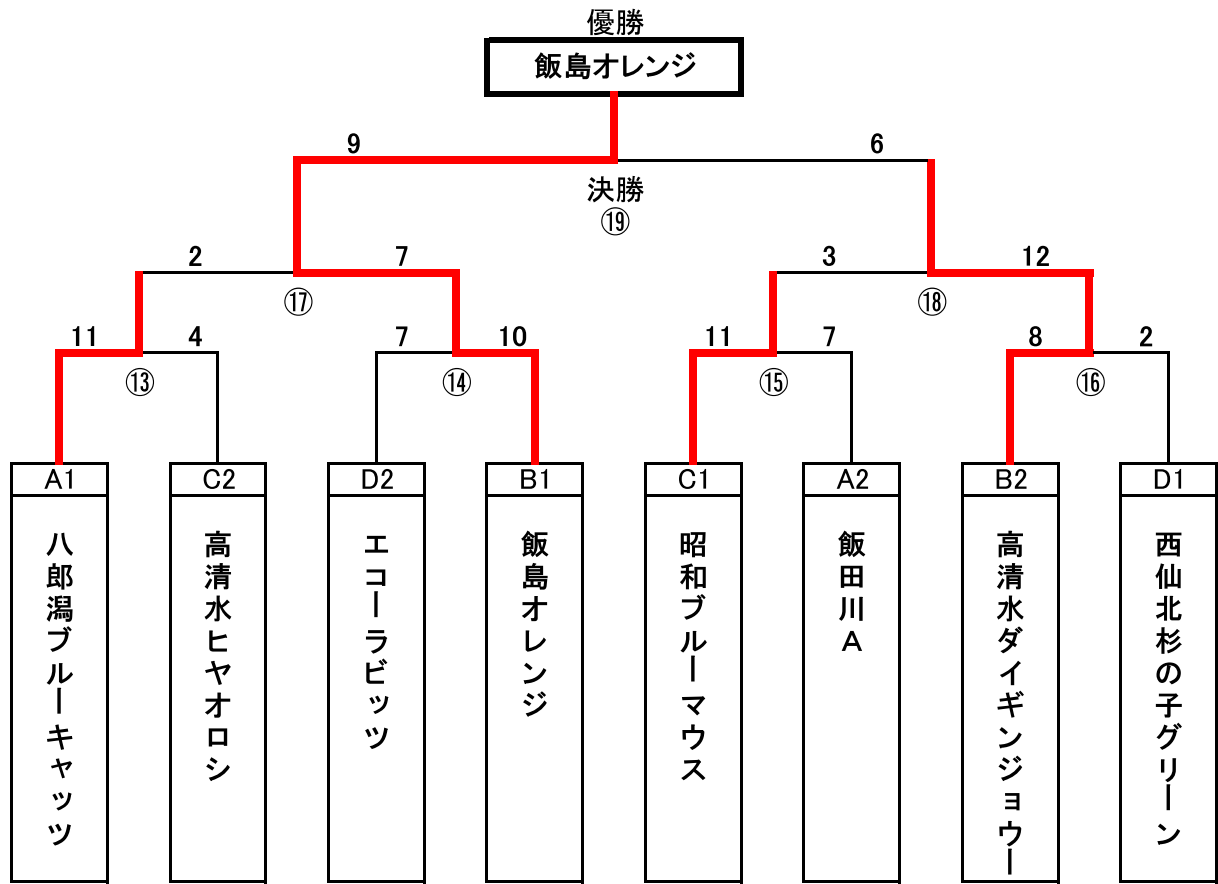 優勝
飯島オレンジ
9
6
決勝
⑲
2
7
3
12
⑰
⑱
11
4
7
10
11
7
8
2
⑬
⑭
⑮
⑯
A1
C2
D2
B1
C1
A2
B2
D1
八郎潟ブルーキャッツ
高清水ヒヤオロシ
エコーラビッツ
飯島オレンジ
昭和ブルーマウス
飯田川A
高清水ダイギンジョウー
西仙北杉の子グリーン